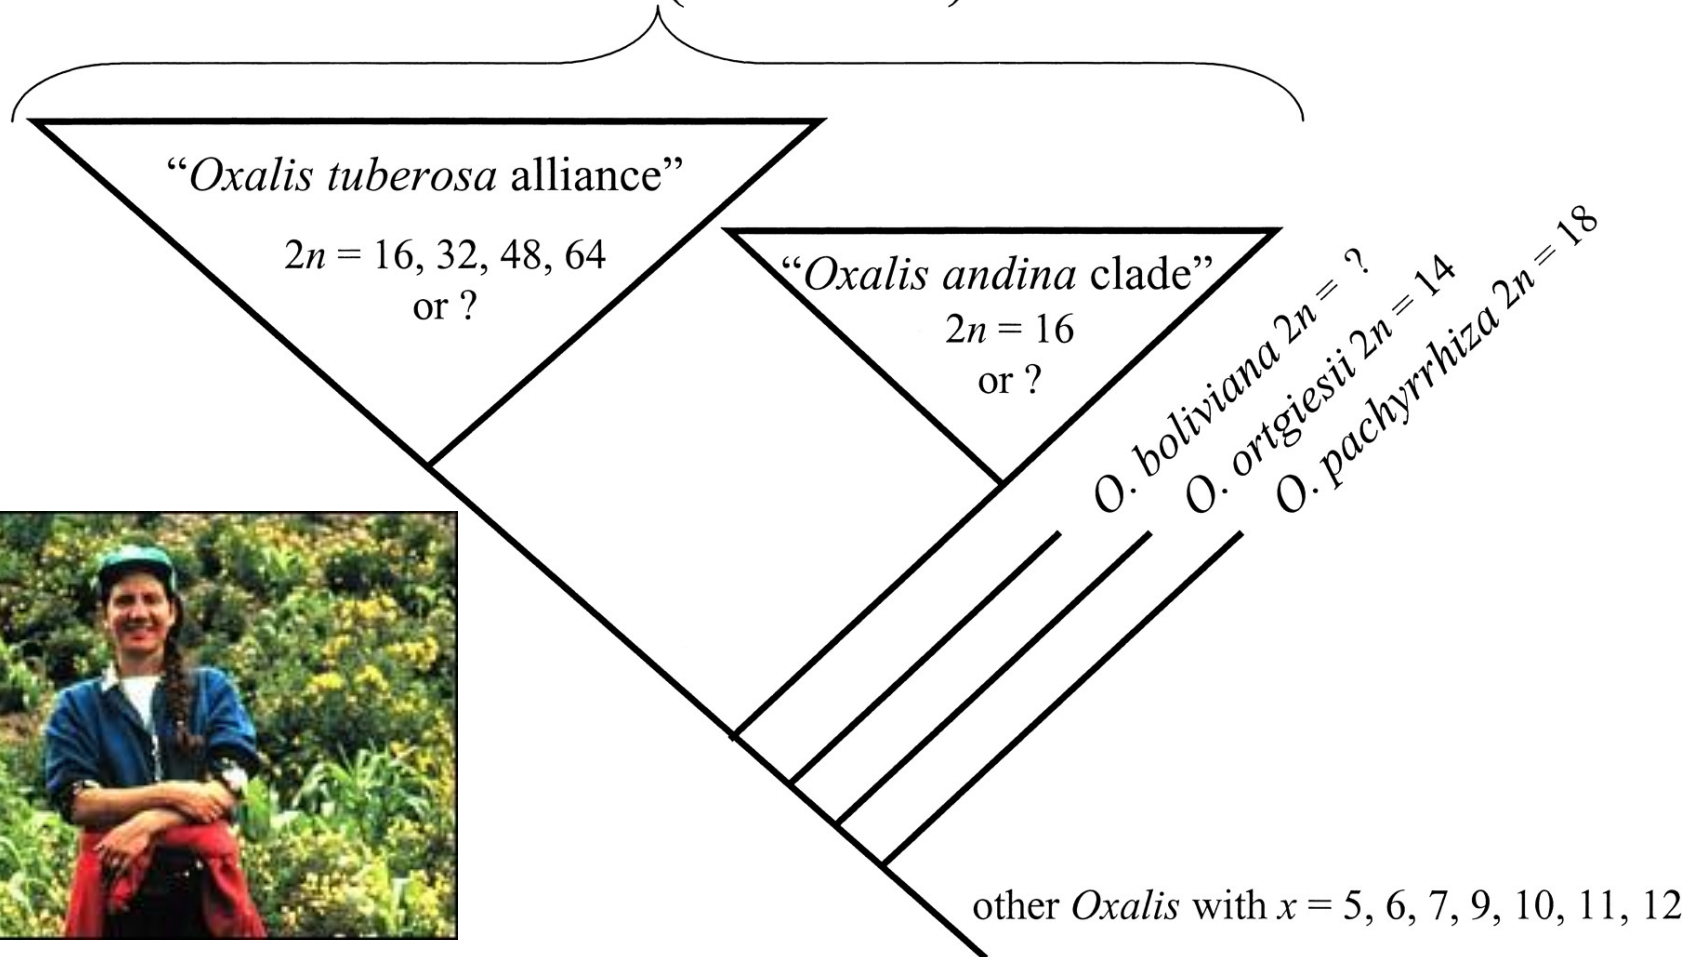 “Oxalis tuberosa alliance”
2n = 16, 32, 48, 64
or ?
“Oxalis andina clade”
2n = 16
or ?
O. boliviana 2n = ?
O. ortgiesii 2n = 14
O. pachyrrhiza 2n = 18
other Oxalis with x = 5, 6, 7, 9, 10, 11, 12